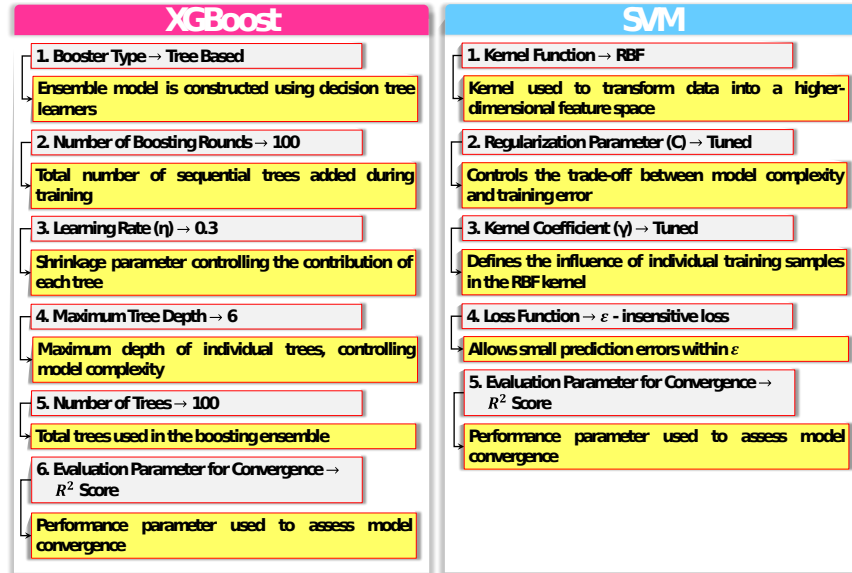 XGBoost
1. Booster Type → Tree Based
Ensemble model is constructed using decision tree
learners
2. Number of Boosting Rounds → 100
Total number of sequential trees added during
training
3. Learning Rate (η) → 0.3
Shrinkage parameter controlling the contribution of
each tree
4. Maximum Tree Depth → 6
Maximum depth of individual trees, controlling
model complexity
5. Number of Trees → 100
Total trees used in the boosting ensemble
6. Evaluation Parameter for Convergence →
R² Score
Performance parameter used to assess model
convergence
SVM
1. Kernel Function → RBF
Kernel used to transform data into a higher-
dimensional feature space
2. Regularization Parameter (C) → Tuned
Controls the trade-off between model complexity
and training error
3. Kernel Coefficient (γ) → Tuned
Defines the influence of individual training samples
in the RBF kernel
4. Loss Function → ε - insensitive loss
Allows small prediction errors within ε
5. Evaluation Parameter for Convergence →
R² Score
Performance parameter used to assess model
convergence